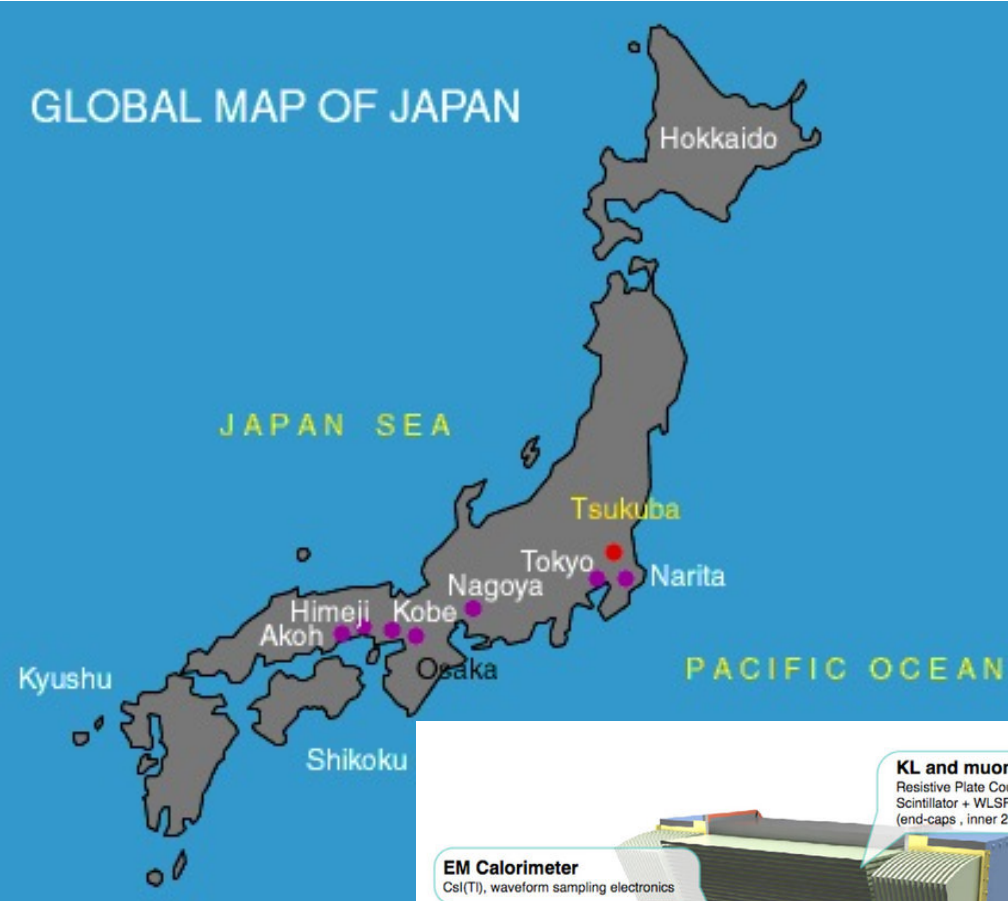 GLOBAL MAP OF JAPAN
Hokkaido
JAPAN SEA
Tsukuba
Tokyo
Narita
Nagoya
Himeji
Kobe
Akoh
Osaka
PACIFIC OCEAN
Kyushu
Shikoku
KL and muon
Resistive Plate Cou
Scintillator + WLSF
(end-caps , inner 2
EM Calorimeter
CsI(Tl), waveform sampling electronics